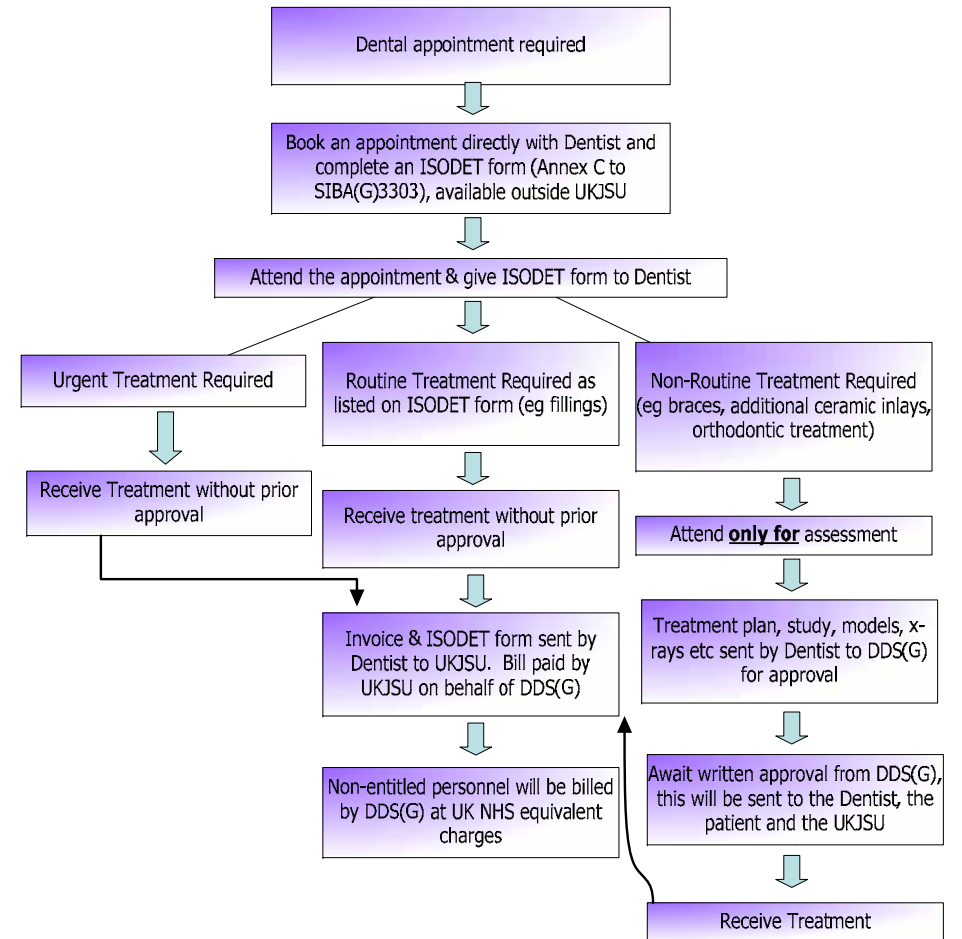 Dental appointment required
Book an appointment directly with Dentist and
complete an ISODET form (Annex C to
SIBA(G)3303), available outside UKJSU
Attend the appointment & give ISODET form to Dentist
Urgent Treatment Required
Receive Treatment without prior
approval
Routine Treatment Required as
listed on ISODET form (eg fillings)
Receive treatment without prior
approval
Invoice & ISODET form sent by
Dentist to UKJSU.  Bill paid by
UKJSU on behalf of DDS(G)
Non-entitled personnel will be billed
by DDS(G) at UK NHS equivalent
charges
Non-Routine Treatment Required
(eg braces, additional ceramic inlays,
orthodontic treatment)
Attend only for assessment
Treatment plan, study, models, x-
rays etc sent by Dentist to DDS(G)
for approval
Await written approval from DDS(G),
this will be sent to the Dentist, the
patient and the UKJSU
Receive Treatment